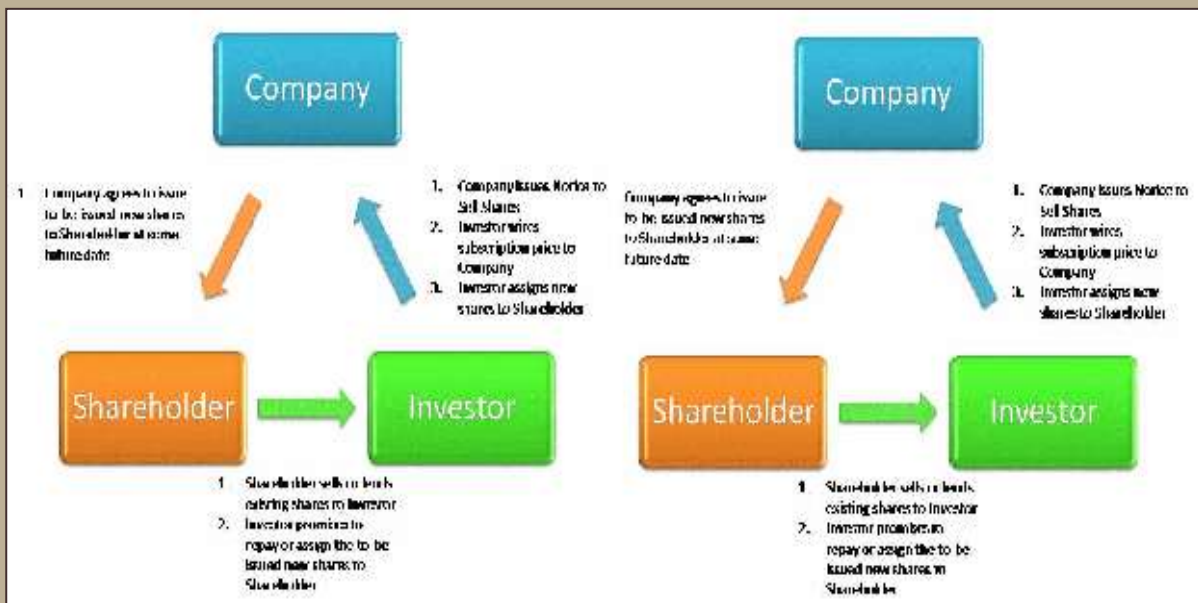 Company
1. Company agrees to issue
to be issued new shares
to Shareholder at some
future date
1. Company Issues Notice to
Sell Shares
2. Investor wires
subscription price to
Company
3. Investor assigns new
shares to Shareholder
Shareholder
Investor
1. Shareholder sells or lends
existing shares to Investor
2. Investor promises to
repay or assign the to be
issued new shares to
Shareholder
Company
Company agrees to issue
to be issued new shares
to Shareholder at some
future date
1. Company Issues Notice to
Sell Shares
2. Investor wires
subscription price to
Company
3. Investor assigns new
shares to Shareholder
Shareholder
Investor
1. Shareholder sells or lends
existing shares to Investor
2. Investor promises to
repay or assign the to be
issued new shares to
Shareholder